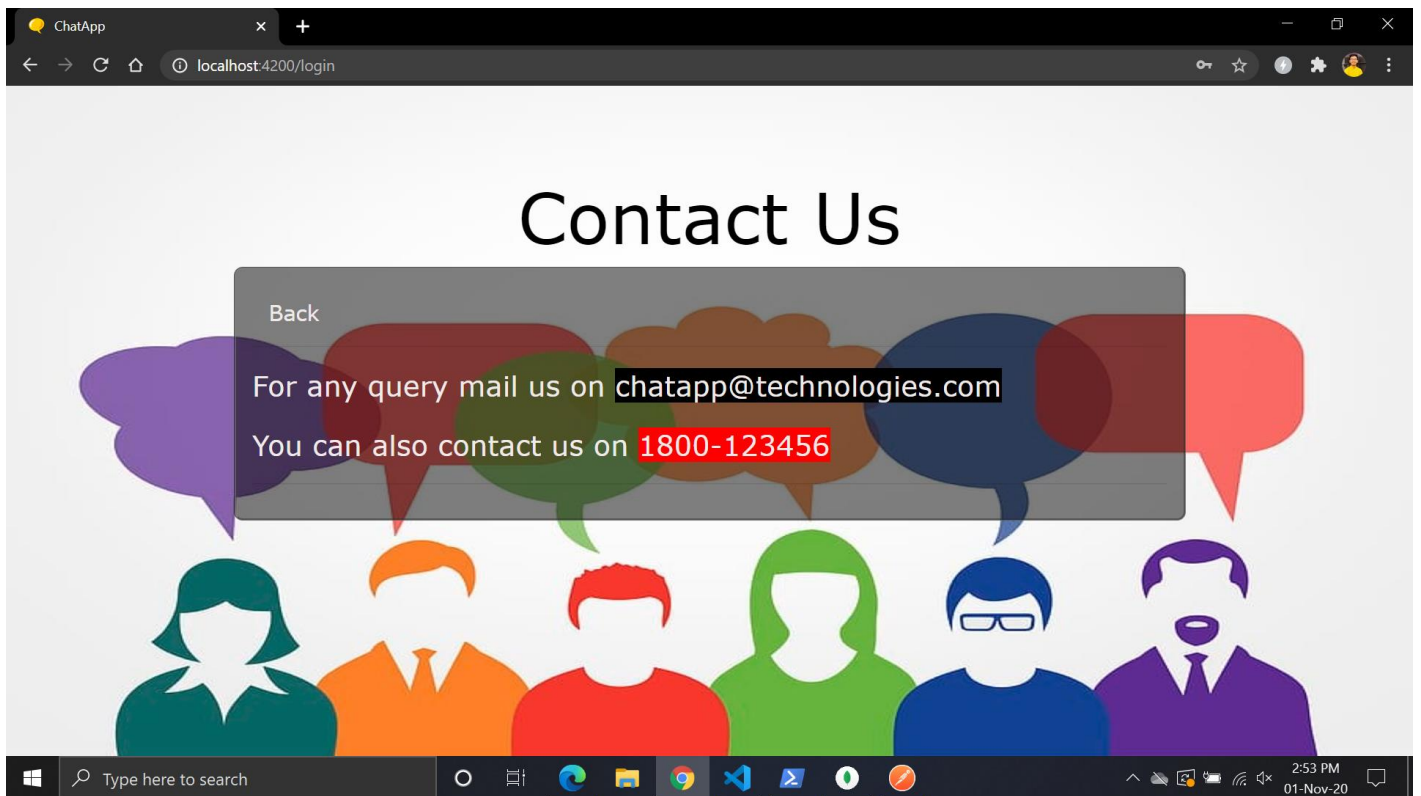 ChatApp
localhost:4200/login
Contact Us
Back
For any query mail us on chatapp@technologies.com
You can also contact us on 1800-123456
Type here to search
2:53 PM
01-Nov-20